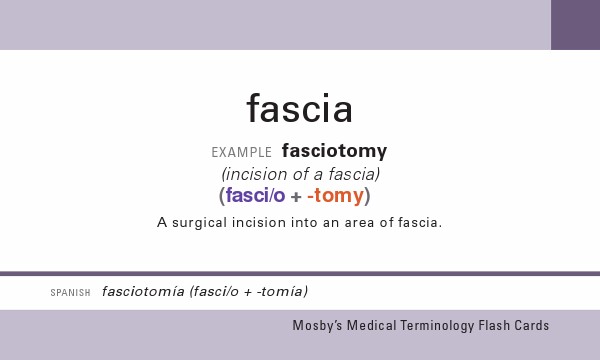 fascia
EXAMPLE fasciotomy
(incision of a fascia)
(fasci/o + -tomy)
A surgical incision into an area of fascia.
SPANISH fasciotomía (fasci/o + -tomía)
Mosby's Medical Terminology Flash Cards